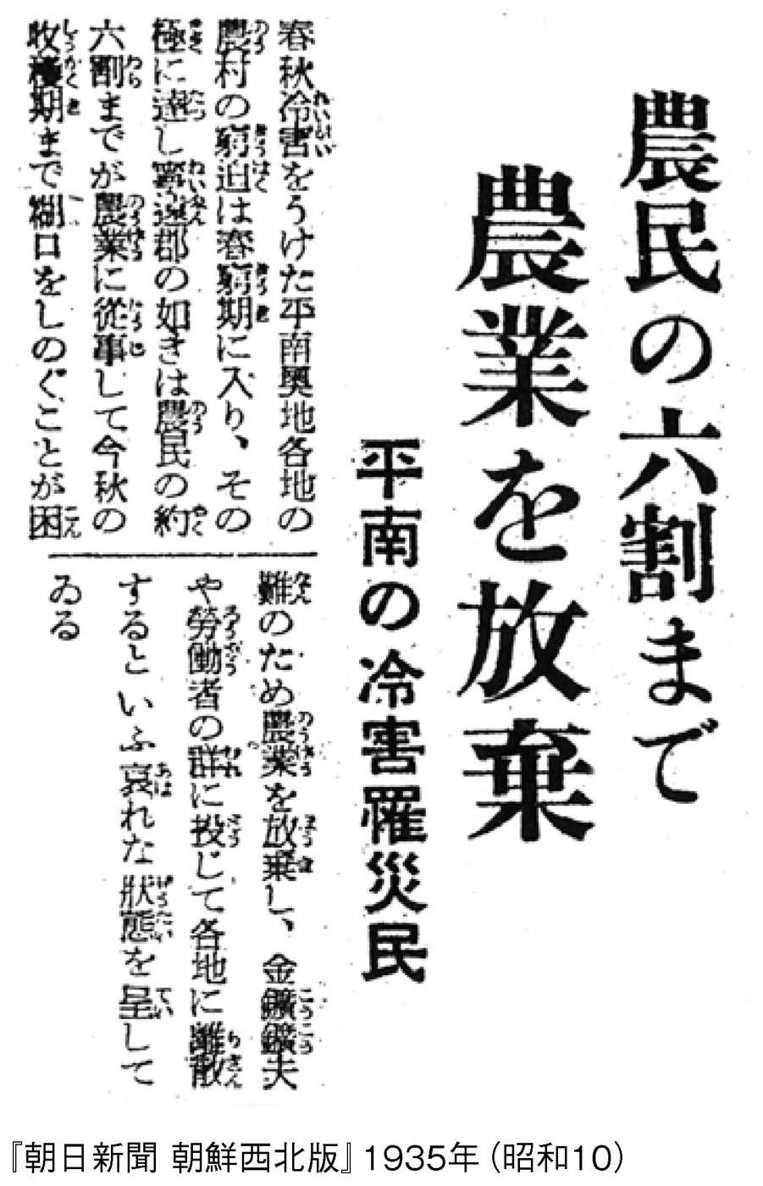 農民の六割まで
農業を放棄
平南の冷害罹災民
春秋冷害をうけた平南奥地各地の
農村の窮迫は春窮期に入り、その
極に達し寧遠郡の如きは農民の約
六割までが農業に從事して今秋の
收穫期まで糊口をしのぐことが困
難のため農業を放棄し、金鑛鑛夫
や勞働者の群に投じて各地に離散
するといふ哀れな狀態を呈して
ゐる
『朝日新聞 朝鮮西北版』1935年（昭和10）